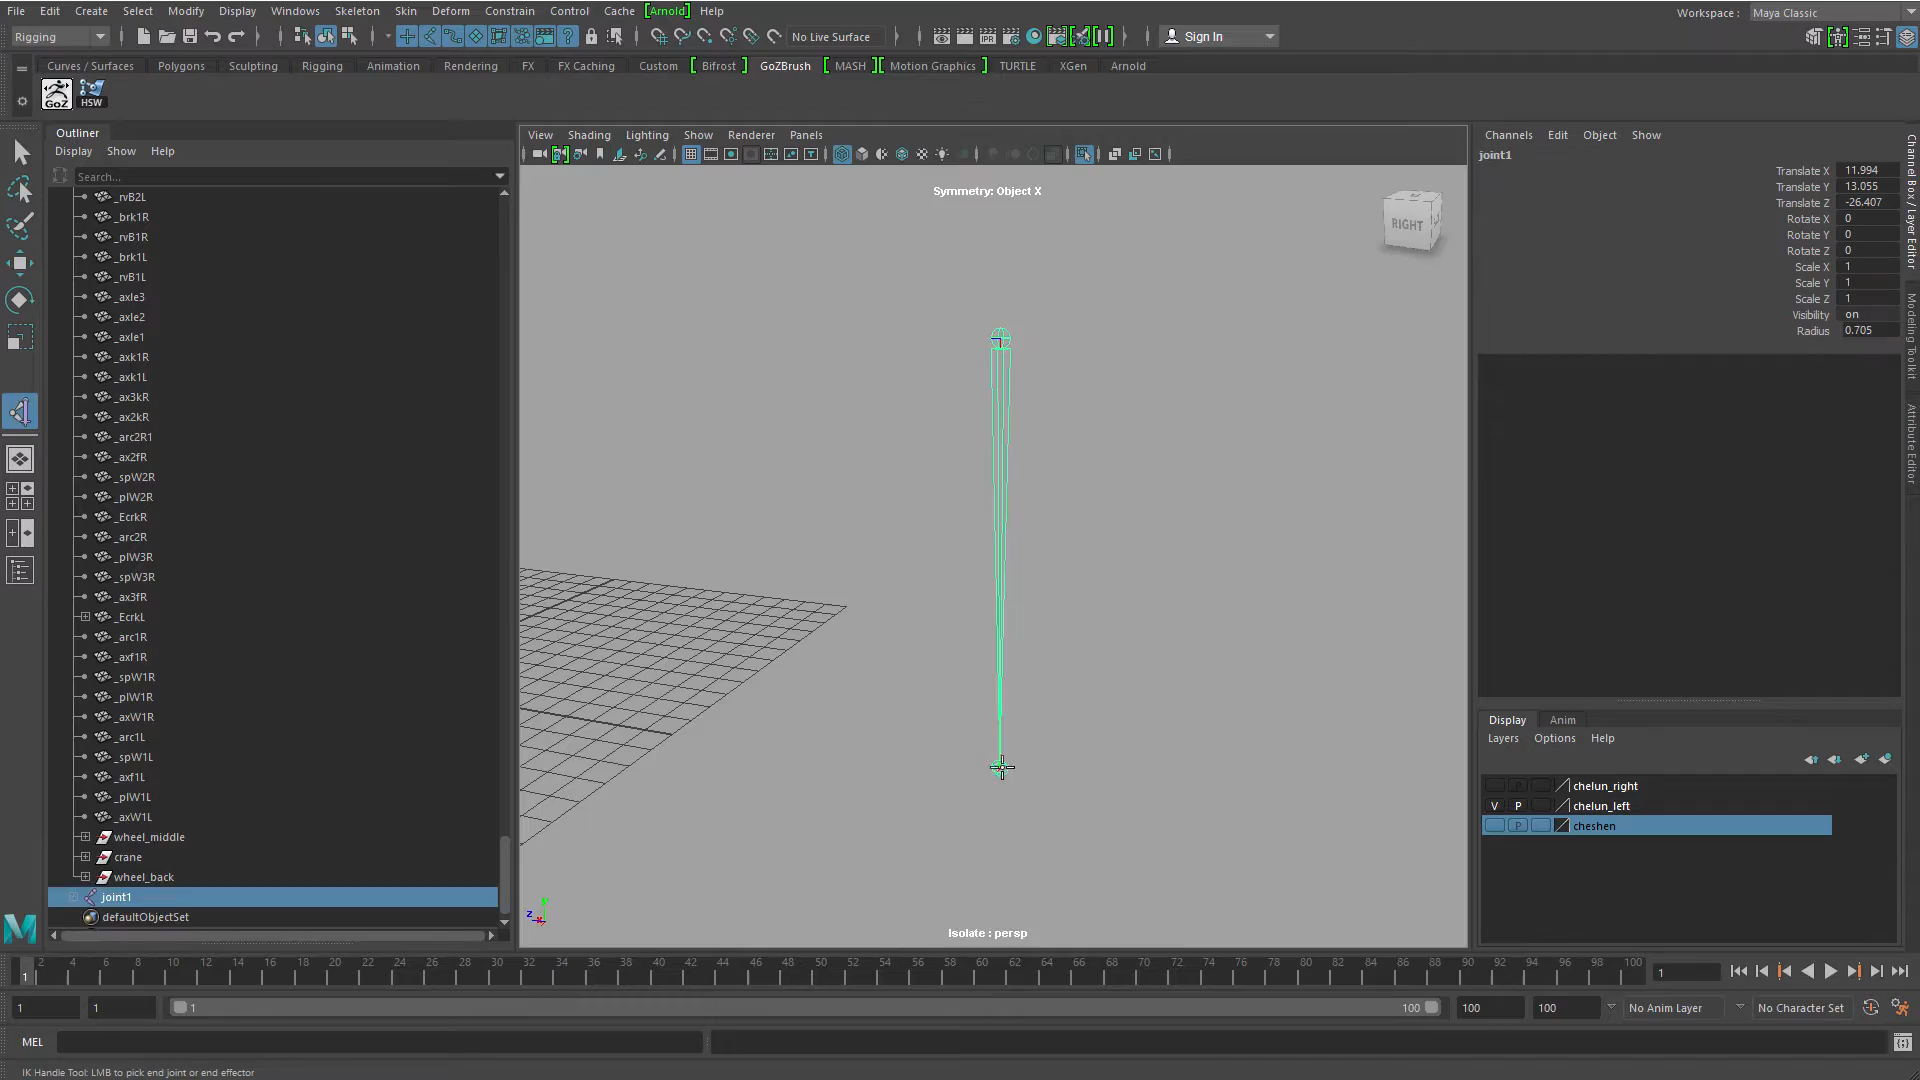 File Edit Create Select Modify Display Windows Skeleton Skin Deform Constrain Control Cache [Arnold] Help
Workspace : Maya Classic
Rigging
No Live Surface
Sign In
Curves / Surfaces Polygons Sculpting Rigging Animation Rendering FX FX Caching Custom [ Bifrost ] GoZBrush [ MASH ] [ Motion Graphics ] TURTLE XGen Arnold
GoZ HSW
Outliner
Display Show Help
Search...
_rvB2L
_brk1R
_rvB1R
_brk1L
_rvB1L
_axle3
_axle2
_axle1
_axk1R
_axk1L
_ax3kR
_ax2kR
_arc2R1
_ax2fR
_spW2R
_plW2R
_EcrkR
_arc2R
_plW3R
_spW3R
_ax3fR
_EcrkL
_arc1R
_axf1R
_spW1R
_plW1R
_axW1R
_arc1L
_spW1L
_axf1L
_plW1L
_axW1L
wheel_middle
crane
wheel_back
joint1
defaultObjectSet
View Shading Lighting Show Renderer Panels
Symmetry: Object X
RIGHT
y
z
x
Isolate : persp
Channels Edit Object Show
joint1
Translate X 11.994
Translate Y 13.055
Translate Z -26.407
Rotate X 0
Rotate Y 0
Rotate Z 0
Scale X 1
Scale Y 1
Scale Z 1
Visibility on
Radius 0.705
Channel Box / Layer Editor
Modeling Toolkit
Attribute Editor
Display Anim
Layers Options Help
P chelun_right
V P chelun_left
P cheshen
1 2 4 6 8 10 12 14 16 18 20 22 24 26 28 30 32 34 36 38 40 42 44 46 48 50 52 54 56 58 60 62 64 66 68 70 72 74 76 78 80 82 84 86 88 90 92 94 96 98 100 1
1 1 1 100 100 100 No Anim Layer No Character Set
MEL
IK Handle Tool: LMB to pick end joint or end effector